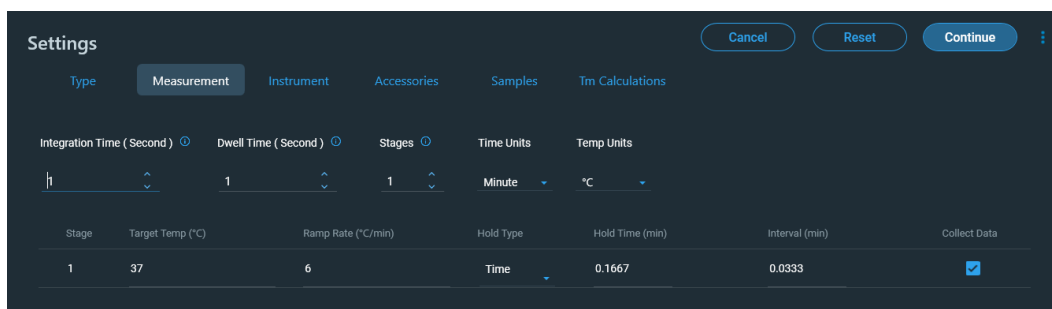 Settings
Cancel Reset Continue
Type Measurement Instrument Accessories Samples Tm Calculations
Integration Time ( Second ) Dwell Time ( Second ) Stages Time Units Temp Units
1 1 1 Minute °C
Stage Target Temp (°C) Ramp Rate (°C/min) Hold Type Hold Time (min) Interval (min) Collect Data
1 37 6 Time 0.1667 0.0333